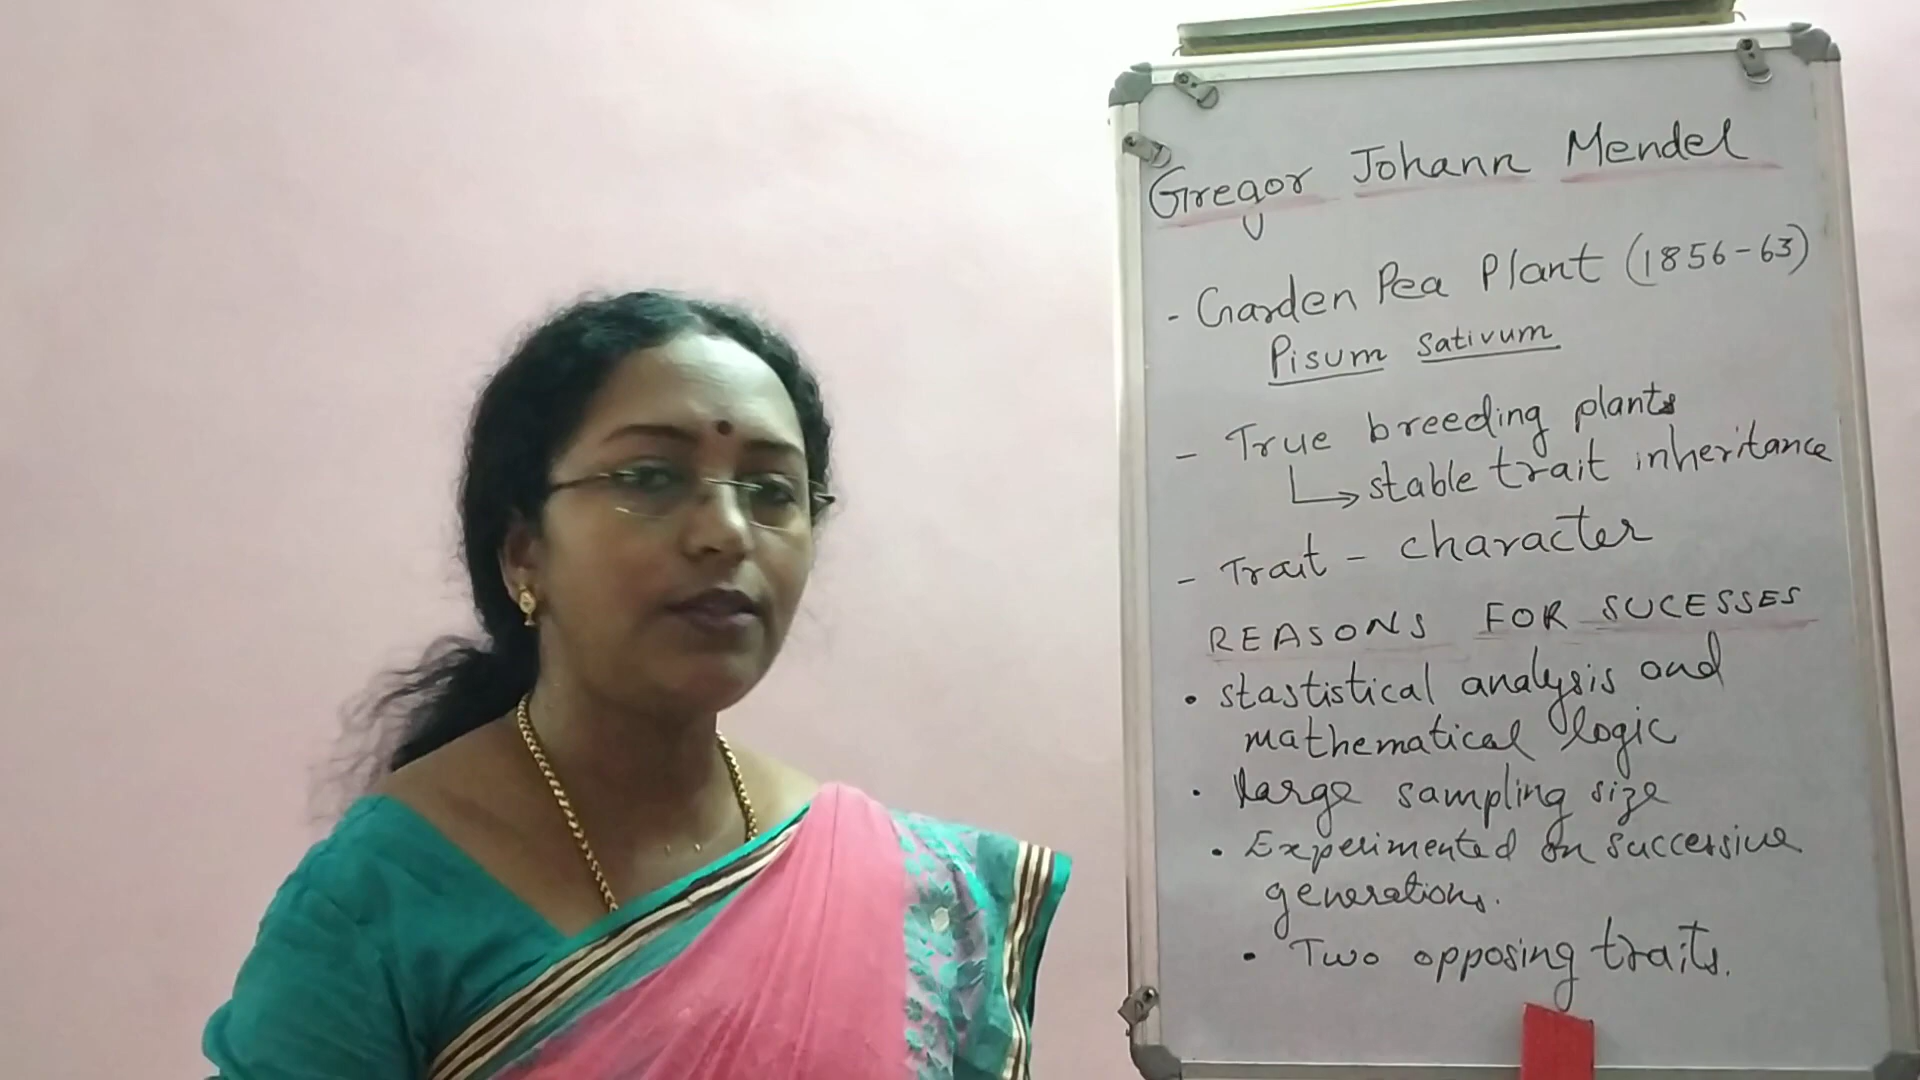 Gregor Johann Mendel
- Garden Pea Plant (1856-63)
Pisum sativum
- True breeding plants
↳ stable trait inheritance
- Trait - character
REASONS FOR SUCESSES
• stastistical analysis and
mathematical logic
• large sampling size
• Experimented on successive
generations.
• Two opposing traits.